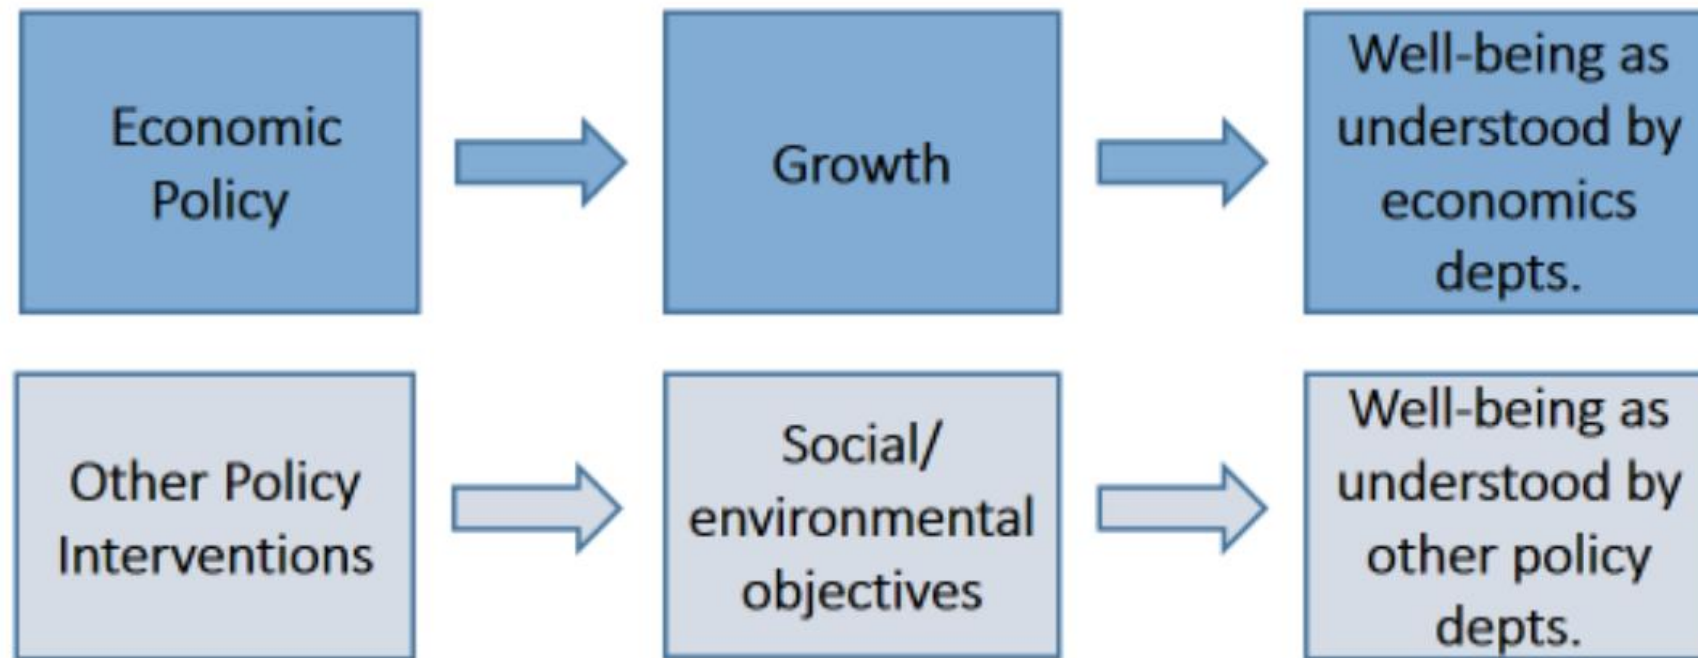 Economic
Policy
Growth
Well-being as
understood by
economics
depts.
Other Policy
Interventions
Social/
environmental
objectives
Well-being as
understood by
other policy
depts.